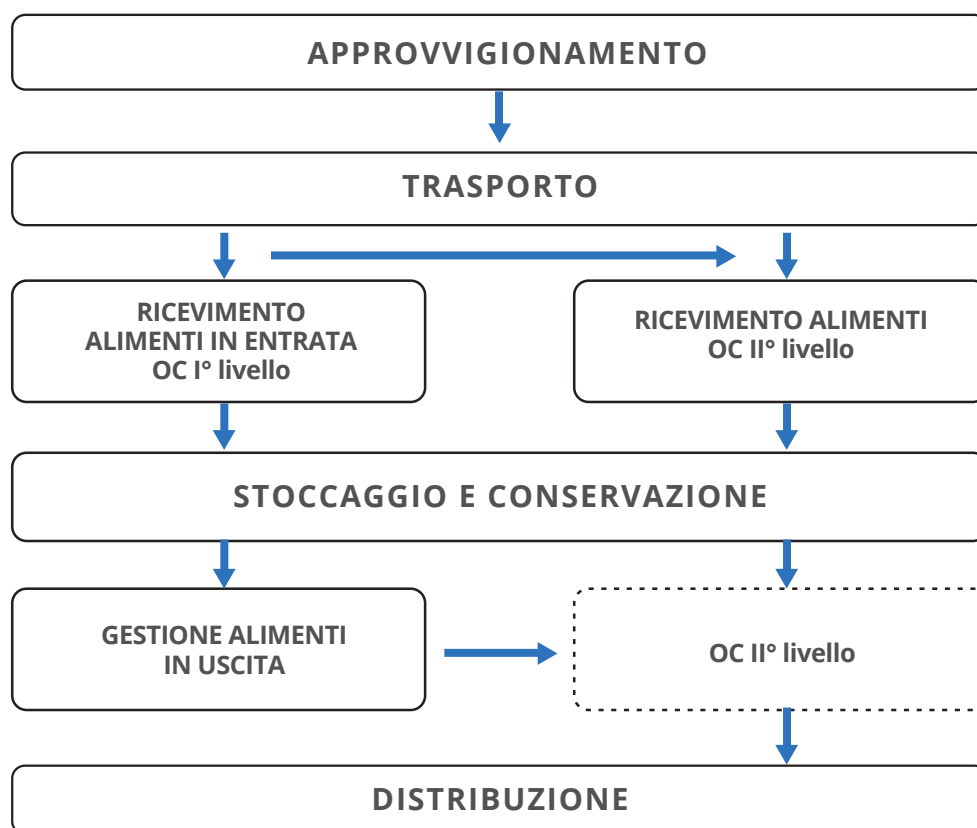 APPROVVIGIONAMENTO
TRASPORTO
RICEVIMENTO
ALIMENTI IN ENTRATA
OC I° livello
RICEVIMENTO ALIMENTI
OC II° livello
STOCCAGGIO E CONSERVAZIONE
GESTIONE ALIMENTI
IN USCITA
OC II° livello
DISTRIBUZIONE